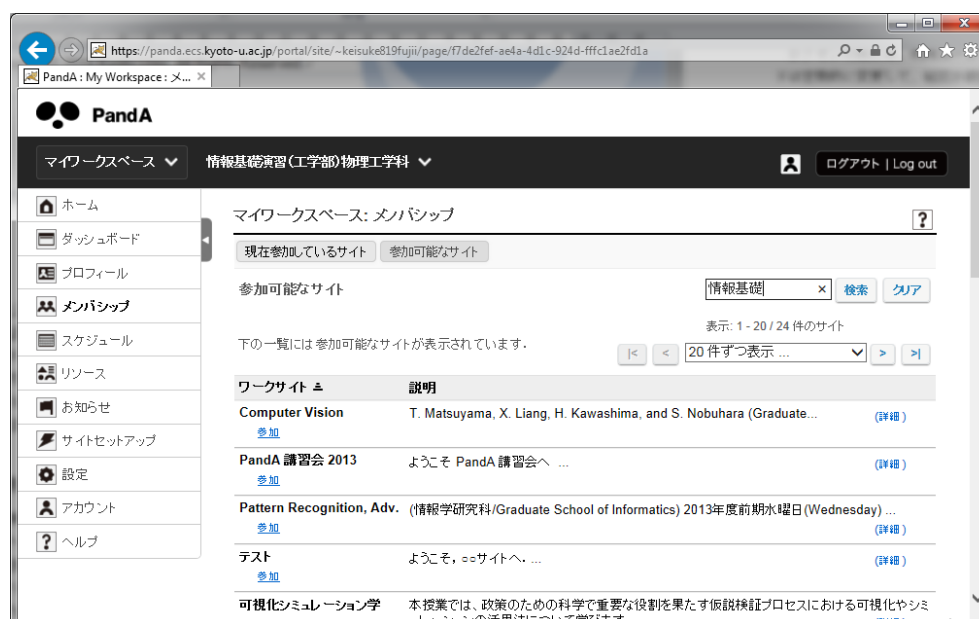 https://panda.ecs.kyoto-u.ac.jp/portal/site/~keisuke819fujii/page/f7de2fef-ae4a-4d1c-924d-fffc1ae2fd1a
PandA : My Workspace : メ...
PandA
マイワークスペース
情報基礎演習(工学部)物理工学科
ログアウト | Log out
ホーム
ダッシュボード
プロフィール
メンバシップ
スケジュール
リソース
お知らせ
サイトセットアップ
設定
アカウント
ヘルプ
マイワークスペース: メンバシップ
?
現在参加しているサイト 参加可能なサイト
参加可能なサイト
情報基礎 × 検索 クリア
表示: 1 - 20 / 24 件のサイト
下の一覧には参加可能なサイトが表示されています.
|< < 20 件ずつ表示 ... > >|
ワークサイト 説明
Computer Vision T. Matsuyama, X. Liang, H. Kawashima, and S. Nobuhara (Graduate... (詳細)
参加
PandA 講習会 2013 ようこそ PandA 講習会へ ... (詳細)
参加
Pattern Recognition, Adv. (情報学研究科/Graduate School of Informatics) 2013年度前期水曜日(Wednesday) ...
参加 (詳細)
テスト ようこそ, ○○サイトへ. ... (詳細)
参加
可視化シミュレーション学 本授業では、政策のための科学で重要な役割を果たす仮説検証プロセスにおける可視化やシミ